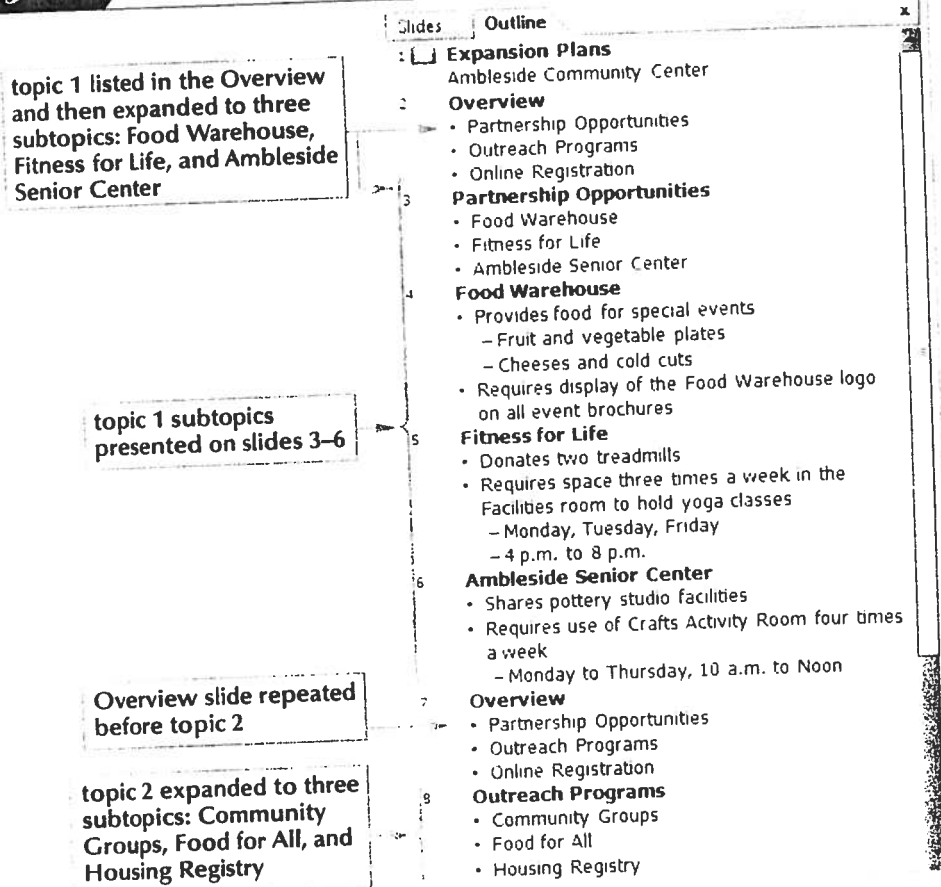 Slides Outline x
1 Expansion Plans
Ambleside Community Center
2 Overview
• Partnership Opportunities
• Outreach Programs
• Online Registration
3 Partnership Opportunities
• Food Warehouse
• Fitness for Life
• Ambleside Senior Center
4 Food Warehouse
• Provides food for special events
– Fruit and vegetable plates
– Cheeses and cold cuts
• Requires display of the Food Warehouse logo
on all event brochures
5 Fitness for Life
• Donates two treadmills
• Requires space three times a week in the
Facilities room to hold yoga classes
– Monday, Tuesday, Friday
– 4 p.m. to 8 p.m.
6 Ambleside Senior Center
• Shares pottery studio facilities
• Requires use of Crafts Activity Room four times
a week
– Monday to Thursday, 10 a.m. to Noon
7 Overview
• Partnership Opportunities
• Outreach Programs
• Online Registration
8 Outreach Programs
• Community Groups
• Food for All
• Housing Registry
topic 1 listed in the Overview
and then expanded to three
subtopics: Food Warehouse,
Fitness for Life, and Ambleside
Senior Center
topic 1 subtopics
presented on slides 3–6
Overview slide repeated
before topic 2
topic 2 expanded to three
subtopics: Community
Groups, Food for All, and
Housing Registry